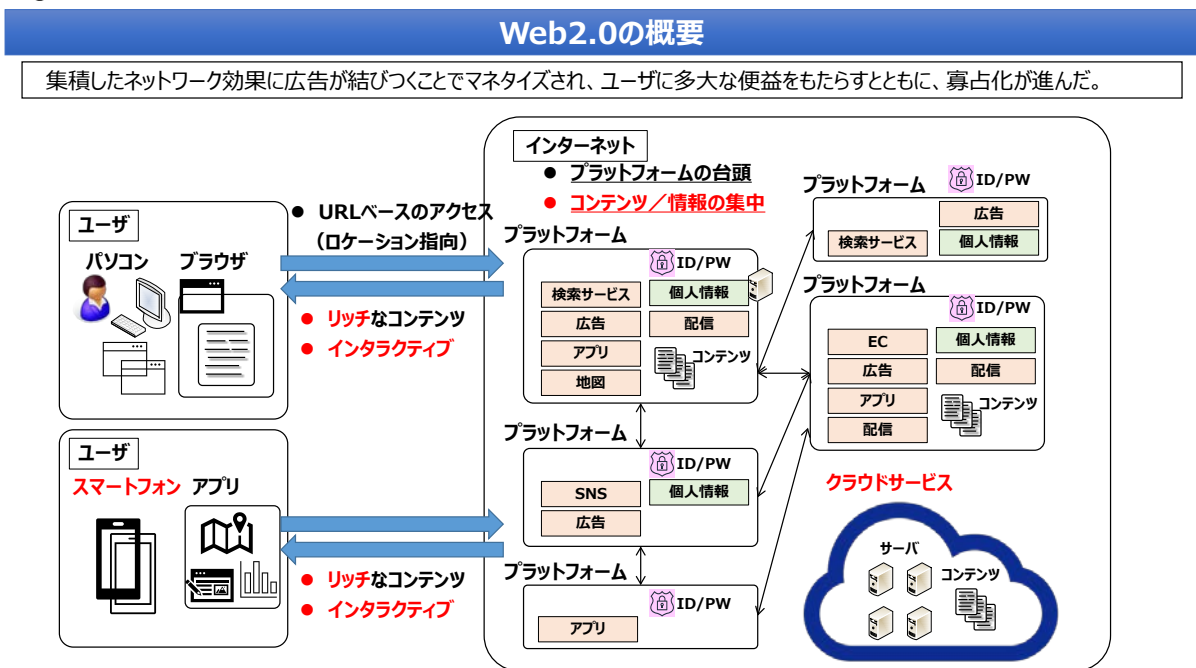 Web2.0の概要
集積したネットワーク効果に広告が結びつくことでマネタイズされ、ユーザに多大な便益をもたらすとともに、寡占化が進んだ。
ユーザ
パソコン ブラウザ
● URLベースのアクセス
（ロケーション指向）
● リッチなコンテンツ
● インタラクティブ
ユーザ
スマートフォン アプリ
● リッチなコンテンツ
● インタラクティブ
インターネット
● プラットフォームの台頭
● コンテンツ／情報の集中
プラットフォーム
ID/PW
検索サービス 個人情報
広告 配信
アプリ コンテンツ
地図
プラットフォーム
ID/PW
SNS 個人情報
広告
プラットフォーム
ID/PW
アプリ
プラットフォーム ID/PW
広告
検索サービス 個人情報
プラットフォーム
ID/PW
EC 個人情報
広告 配信
アプリ コンテンツ
配信
クラウドサービス
サーバ
コンテンツ